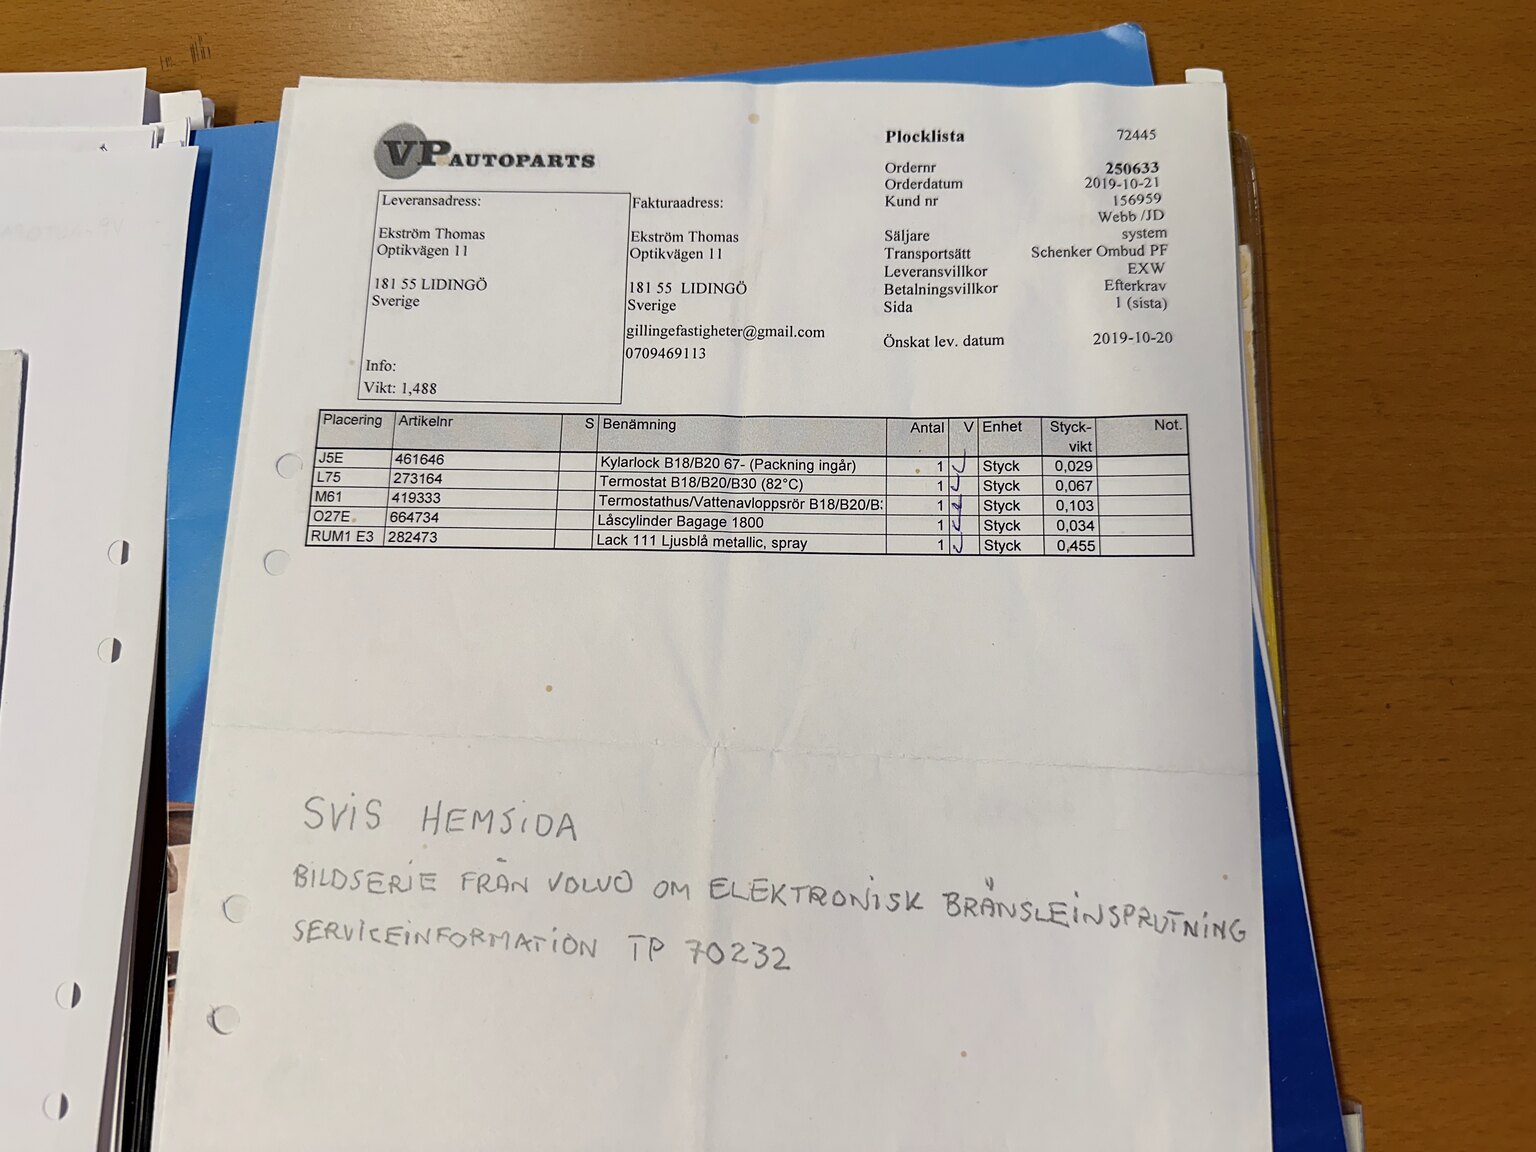 VP AUTOPARTS
Plocklista 72445
Ordernr 250633
Orderdatum 2019-10-21
Kund nr 156959
Webb /JD
Säljare system
Transportsätt Schenker Ombud PF
Leveransvillkor EXW
Betalningsvillkor Efterkrav
Sida 1 (sista)
Önskat lev. datum 2019-10-20
Leveransadress:
Ekström Thomas
Optikvägen 11
181 55 LIDINGÖ
Sverige
Info:
Vikt: 1,488
Fakturaadress:
Ekström Thomas
Optikvägen 11
181 55 LIDINGÖ
Sverige
gillingefastigheter@gmail.com
0709469113
Placering Artikelnr S Benämning Antal V Enhet Styck-vikt Not.
J5E 461646 Kylarlock B18/B20 67- (Packning ingår) 1 Styck 0,029
L75 273164 Termostat B18/B20/B30 (82°C) 1 Styck 0,067
M61 419333 Termostathus/Vattenavloppsrör B18/B20/B: 1 Styck 0,103
O27E 664734 Låscylinder Bagage 1800 1 Styck 0,034
RUM1 E3 282473 Lack 111 Ljusblå metallic, spray 1 Styck 0,455
SVIS HEMSIDA
BILDSERIE FRÅN VOLVO OM ELEKTRONISK BRÄNSLEINSPRUTNING
SERVICEINFORMATION TP 70232